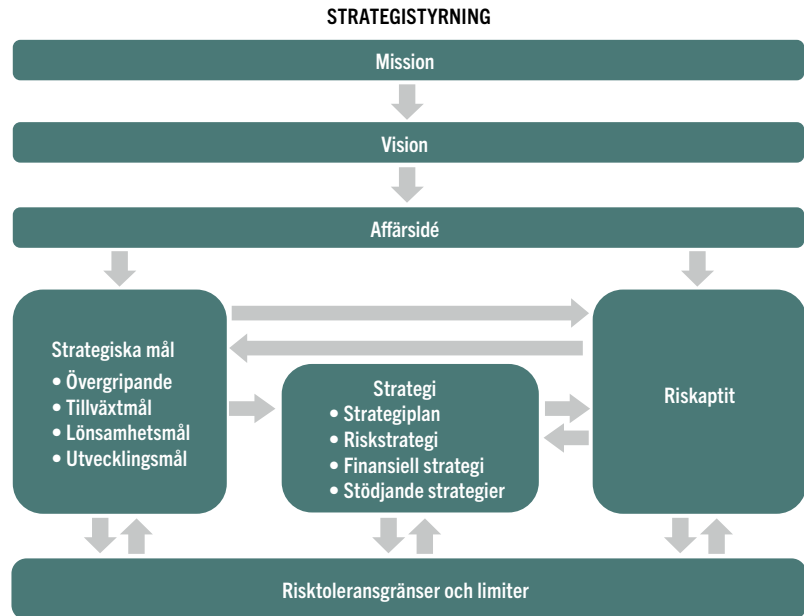 STRATEGISTYRNING
Mission
Vision
Affärsidé
Strategiska mål
• Övergripande
• Tillväxtmål
• Lönsamhetsmål
• Utvecklingsmål
Strategi
• Strategiplan
• Riskstrategi
• Finansiell strategi
• Stödjande strategier
Riskaptit
Risktoleransgränser och limiter